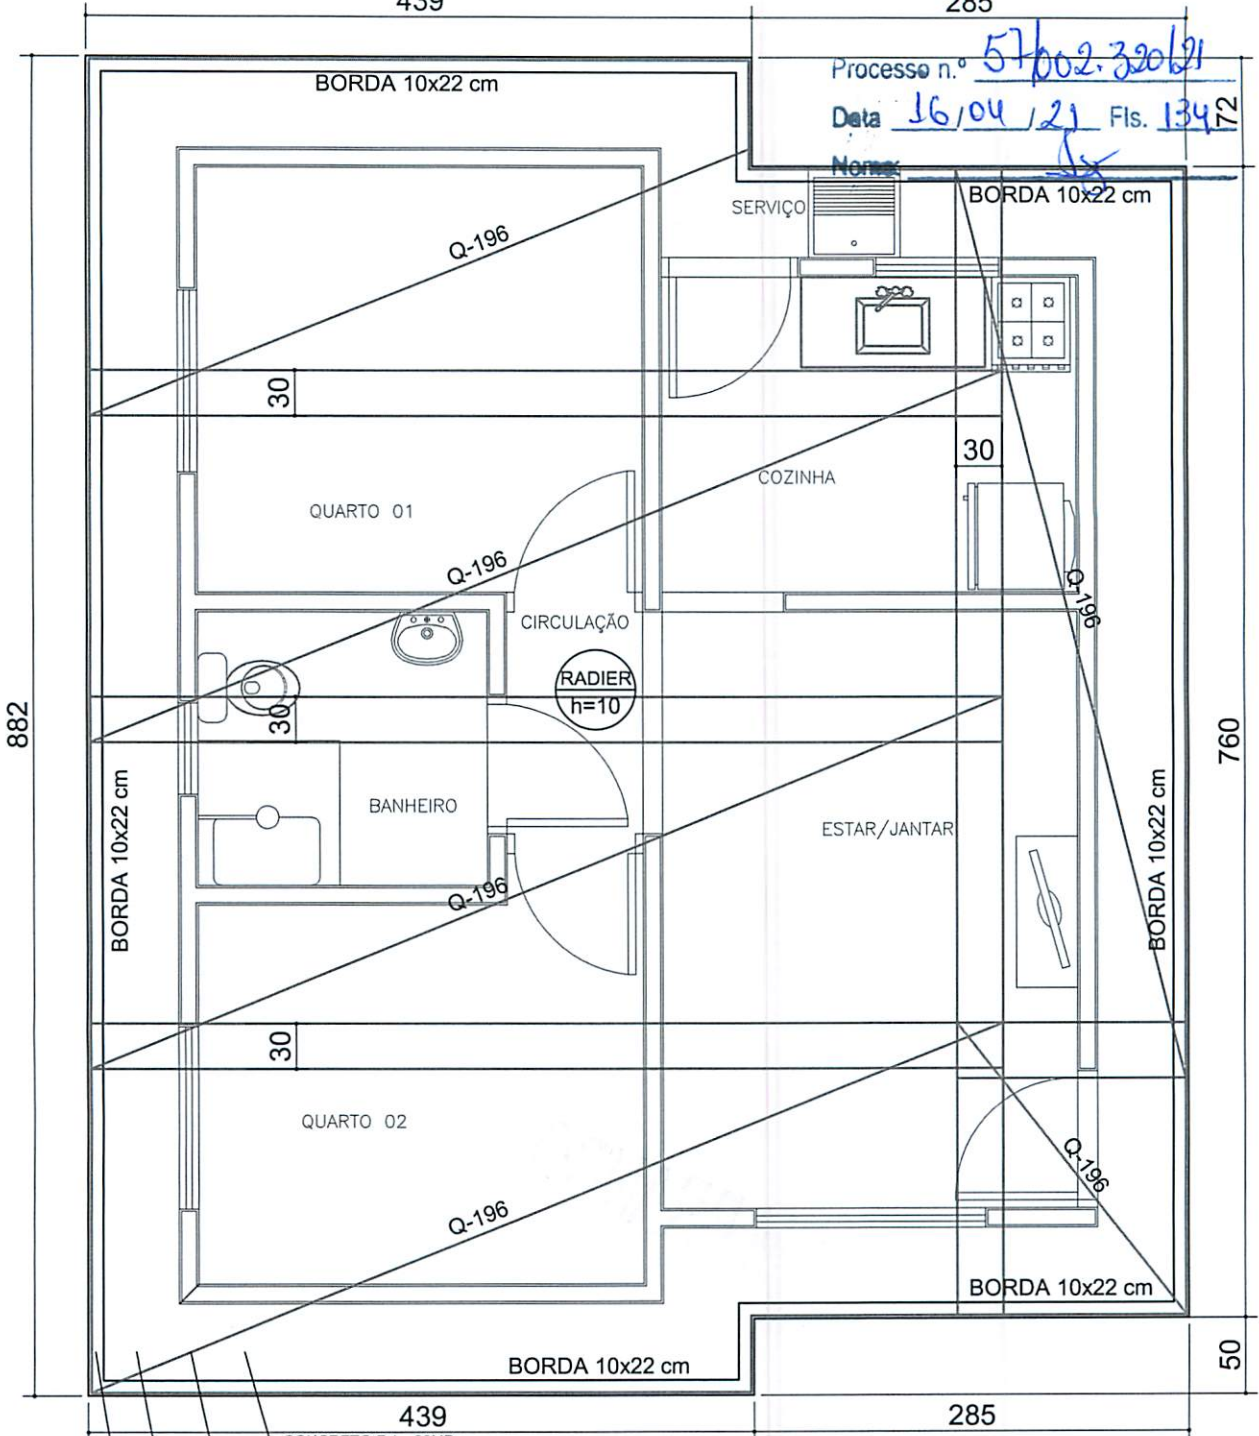 439
285
Processo n.º 57/002.320/21
Data 16/04/21 Fls. 134
Nome:
72
BORDA 10x22 cm
BORDA 10x22 cm
SERVIÇO
Q-196
30
30
COZINHA
QUARTO 01
Q-196
Q-196
CIRCULAÇÃO
RADIER
h=10
30
882
760
BORDA 10x22 cm
BANHEIRO
ESTAR/JANTAR
BORDA 10x22 cm
Q-196
30
QUARTO 02
Q-196
Q-196
BORDA 10x22 cm
BORDA 10x22 cm
50
439
285